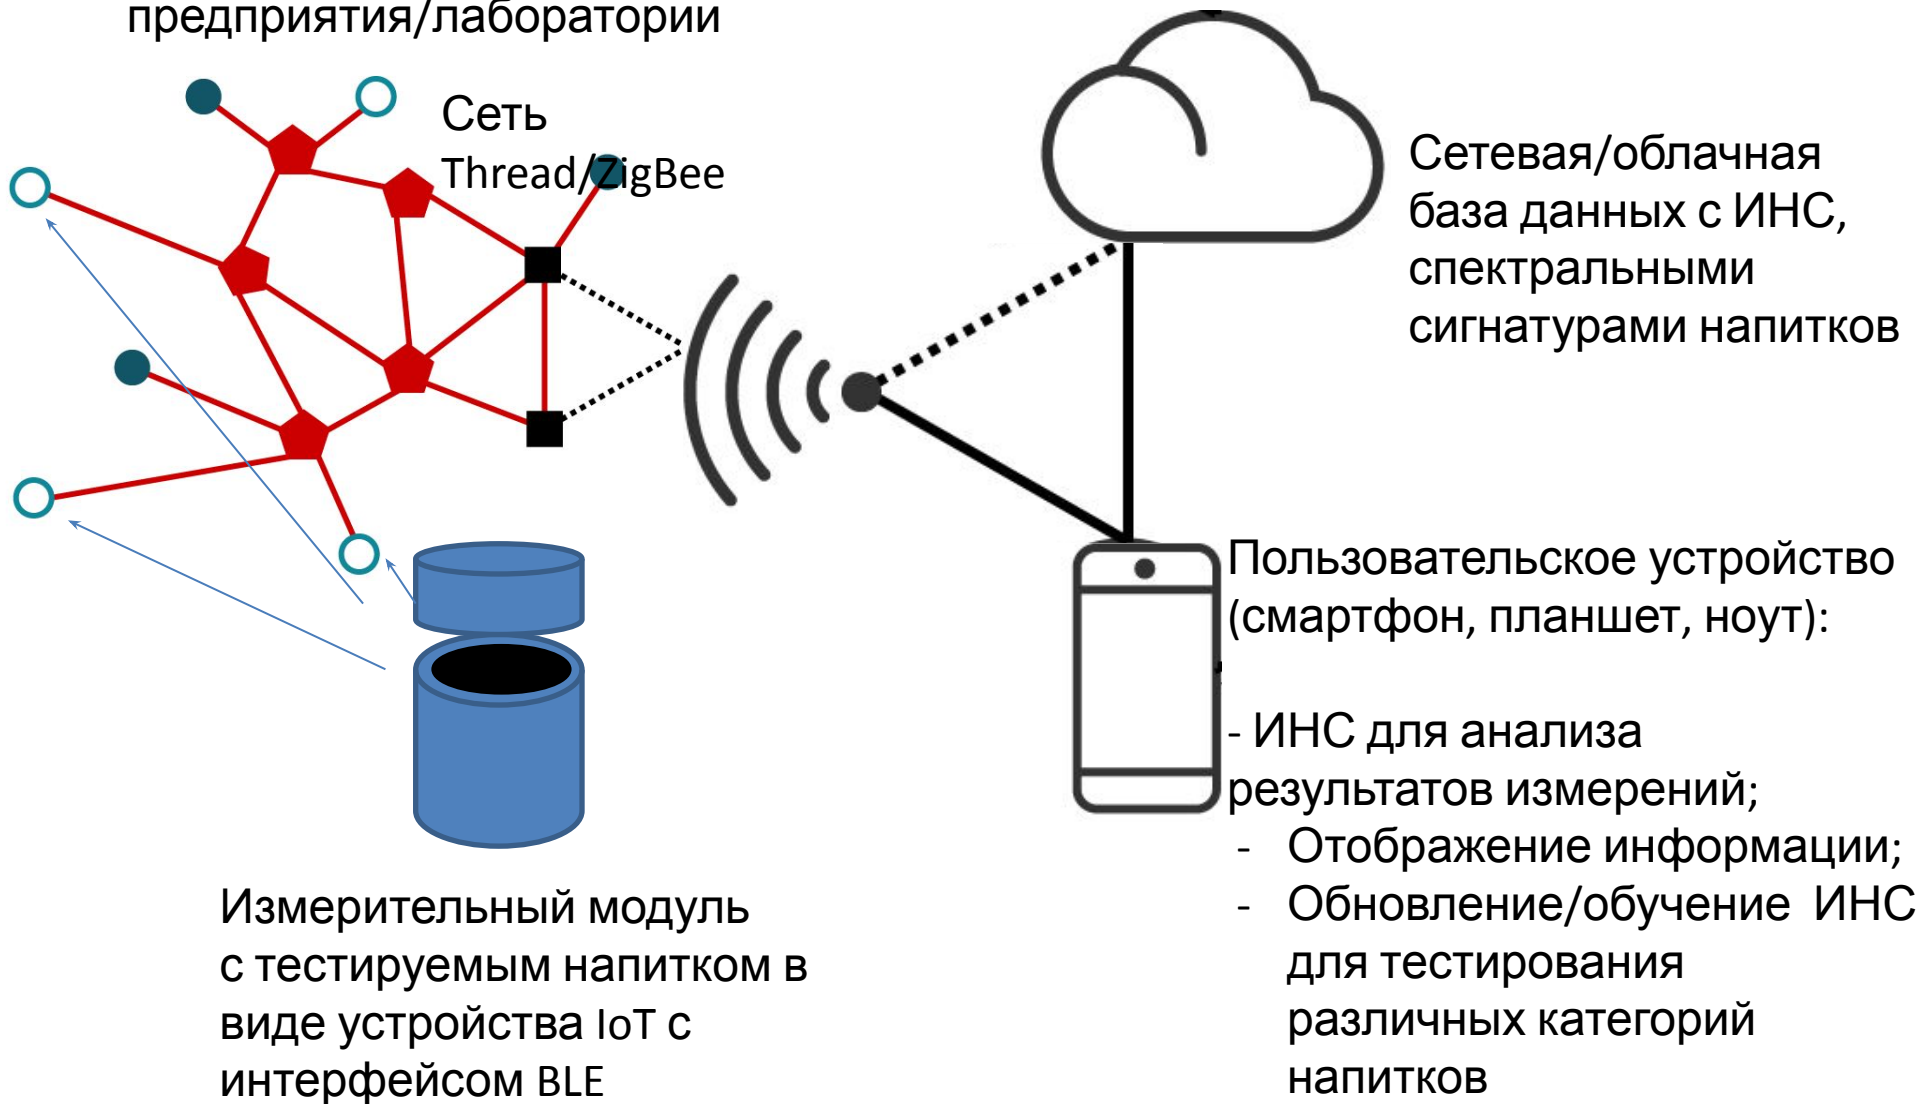 предприятия/лаборатории
Сеть
Thread/ZigBee
Сетевая/облачная
база данных с ИНС,
спектральными
сигнатурами напитков
Пользовательское устройство
(смартфон, планшет, ноут):
- ИНС для анализа
результатов измерений;
- Отображение информации;
- Обновление/обучение ИНС
для тестирования
различных категорий
напитков
Измерительный модуль
с тестируемым напитком в
виде устройства IoT с
интерфейсом BLE